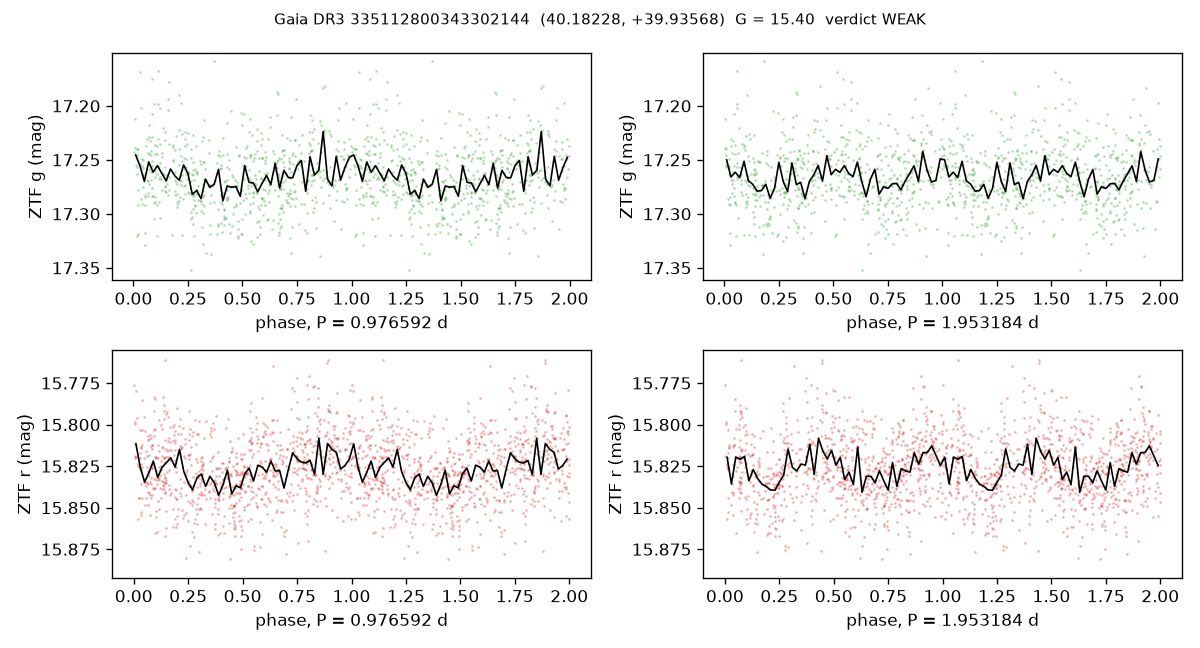 Gaia DR3 335112800343302144 (40.18228, +39.93568) G = 15.40 verdict WEAK
ZTF g (mag)
17.20
17.25
17.30
17.35
0.00 0.25 0.50 0.75 1.00 1.25 1.50 1.75 2.00
phase, P = 0.976592 d
ZTF g (mag)
17.20
17.25
17.30
17.35
0.00 0.25 0.50 0.75 1.00 1.25 1.50 1.75 2.00
phase, P = 1.953184 d
ZTF r (mag)
15.775
15.800
15.825
15.850
15.875
0.00 0.25 0.50 0.75 1.00 1.25 1.50 1.75 2.00
phase, P = 0.976592 d
ZTF r (mag)
15.775
15.800
15.825
15.850
15.875
0.00 0.25 0.50 0.75 1.00 1.25 1.50 1.75 2.00
phase, P = 1.953184 d